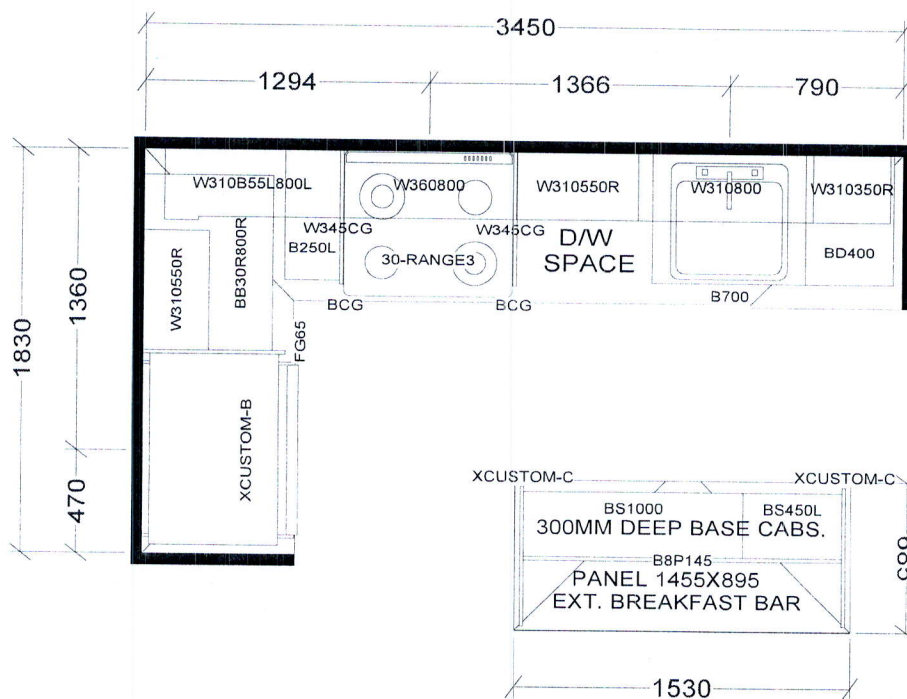 3450
1294
1366
790
W310B55L800L
W360800
W310550R
W310800
W310350R
W345CG
W345CG
B250L
D/W
SPACE
30-RANGE3
BD400
W310550R
BB30R800R
B700
BCG
BCG
FG65
1360
1830
XCUSTOM-B
470
XCUSTOM-C
XCUSTOM-C
BS1000
BS450L
300MM DEEP BASE CABS.
B8P145
PANEL 1455X895
EXT. BREAKFAST BAR
1530